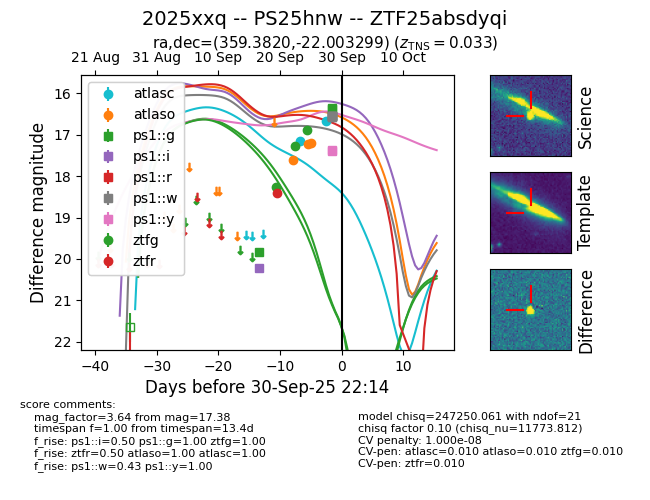 2025xxq -- PS25hnw -- ZTF25absdyqi
ra,dec=(359.3820,-22.003299) (zTNS = 0.033)
21 Aug 31 Aug 10 Sep 20 Sep 30 Sep 10 Oct
16
17
18
19
20
21
22
Difference magnitude
atlasc
atlaso
ps1::g
ps1::i
ps1::r
ps1::w
ps1::y
ztfg
ztfr
−40 −30 −20 −10 0 10
Days before 30-Sep-25 22:14
Science
Template
Difference
score comments:
mag_factor=3.64 from mag=17.38
timespan f=1.00 from timespan=13.4d
f_rise: ps1::i=0.50 ps1::g=1.00 ztfg=1.00
f_rise: ztfr=0.50 atlaso=1.00 atlasc=1.00
f_rise: ps1::w=0.43 ps1::y=1.00
model chisq=247250.061 with ndof=21
chisq factor 0.10 (chisq_nu=11773.812)
CV penalty: 1.000e-08
CV-pen: atlasc=0.010 atlaso=0.010 ztfg=0.010
CV-pen: ztfr=0.010